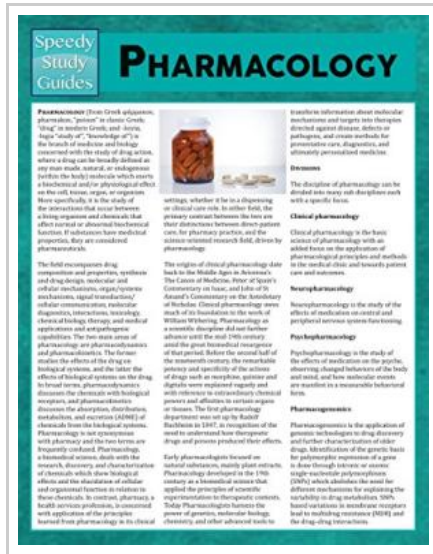 Speedy
Study
Guides
PHARMACOLOGY
PHARMACOLOGY (from Greek φάρμακον,
pharmakon, "poison" in classic Greek;
"drug" in modern Greek; and -λογία,
-logia "study of", "knowledge of") is
the branch of medicine and biology
concerned with the study of drug action,
where a drug can be broadly defined as
any man made, natural, or endogenous
(within the body) molecule which exerts
a biochemical and/or physiological effect
on the cell, tissue, organ, or organism.
More specifically, it is the study of
the interactions that occur between
a living organism and chemicals that
affect normal or abnormal biochemical
function. If substances have medicinal
properties, they are considered
pharmaceuticals.
The field encompasses drug
composition and properties, synthesis
and drug design, molecular and
cellular mechanisms, organ/systems
mechanisms, signal transduction/
cellular communication, molecular
diagnostics, interactions, toxicology,
chemical biology, therapy, and medical
applications and antipathogenic
capabilities. The two main areas of
pharmacology are pharmacodynamics
and pharmacokinetics. The former
studies the effects of the drug on
biological systems, and the latter the
effects of biological systems on the drug.
In broad terms, pharmacodynamics
discusses the chemicals with biological
receptors, and pharmacokinetics
discusses the absorption, distribution,
metabolism, and excretion (ADME) of
chemicals from the biological systems.
Pharmacology is not synonymous
with pharmacy and the two terms are
frequently confused. Pharmacology,
a biomedical science, deals with the
research, discovery, and characterization
of chemicals which show biological
effects and the elucidation of cellular
and organismal function in relation to
these chemicals. In contrast, pharmacy, a
health services profession, is concerned
with application of the principles
learned from pharmacology in its clinical
settings; whether it be in a dispensing
or clinical care role. In either field, the
primary contrast between the two are
their distinctions between direct-patient
care, for pharmacy practice, and the
science-oriented research field, driven by
pharmacology.
The origins of clinical pharmacology date
back to the Middle Ages in Avicenna's
The Canon of Medicine, Peter of Spain's
Commentary on Isaac, and John of St
Amand's Commentary on the Antedotary
of Nicholas. Clinical pharmacology owes
much of its foundation to the work of
William Withering. Pharmacology as
a scientific discipline did not further
advance until the mid-19th century
amid the great biomedical resurgence
of that period. Before the second half of
the nineteenth century, the remarkable
potency and specificity of the actions
of drugs such as morphine, quinine and
digitalis were explained vaguely and
with reference to extraordinary chemical
powers and affinities to certain organs
or tissues. The first pharmacology
department was set up by Rudolf
Buchheim in 1847, in recognition of the
need to understand how therapeutic
drugs and poisons produced their effects.
Early pharmacologists focused on
natural substances, mainly plant extracts.
Pharmacology developed in the 19th
century as a biomedical science that
applied the principles of scientific
experimentation to therapeutic contexts.
Today Pharmacologists harness the
power of genetics, molecular biology,
chemistry, and other advanced tools to
transform information about molecular
mechanisms and targets into therapies
directed against disease, defects or
pathogens, and create methods for
preventative care, diagnostics, and
ultimately personalized medicine.
DIVISIONS
The discipline of pharmacology can be
divided into many sub disciplines each
with a specific focus.
Clinical pharmacology
Clinical pharmacology is the basic
science of pharmacology with an
added focus on the application of
pharmacological principles and methods
in the medical clinic and towards patient
care and outcomes.
Neuropharmacology
Neuropharmacology is the study of the
effects of medication on central and
peripheral nervous system functioning.
Psychopharmacology
Psychopharmacology is the study of
the effects of medication on the psyche,
observing changed behaviors of the body
and mind, and how molecular events
are manifest in a measurable behavioral
form.
Pharmacogenomics
Pharmacogenomics is the application of
genomic technologies to drug discovery
and further characterization of older
drugs. Identification of the genetic basis
for polymorphic expression of a gene
is done through intronic or exomic
single-nucleotide polymorphisms
(SNPs) which abolishes the need for
different mechanisms for explaining the
variability in drug metabolism. SNPs
based variations in membrane receptors
lead to multidrug resistance (MDR) and
the drug–drug interactions.